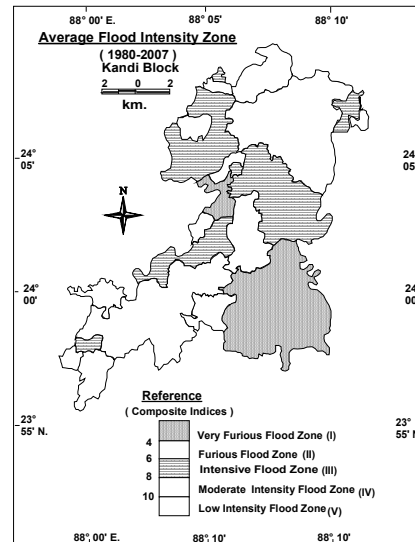 88° 00' E. 88° 05' 88° 10'
Average Flood Intensity Zone
( 1980-2007 )
Kandi Block
2 0 2
km.
24° 05' 24° 05'
N
24° 00' 24° 00'
23° 55' N. 23° 55' N.
Reference
( Composite Indices )
Very Furious Flood Zone (I)
4
Furious Flood Zone (II)
6
Intensive Flood Zone (III)
8
Moderate Intensity Flood Zone (IV)
10
Low Intensity Flood Zone (V)
88° 00' E. 88° 10' 88° 10'